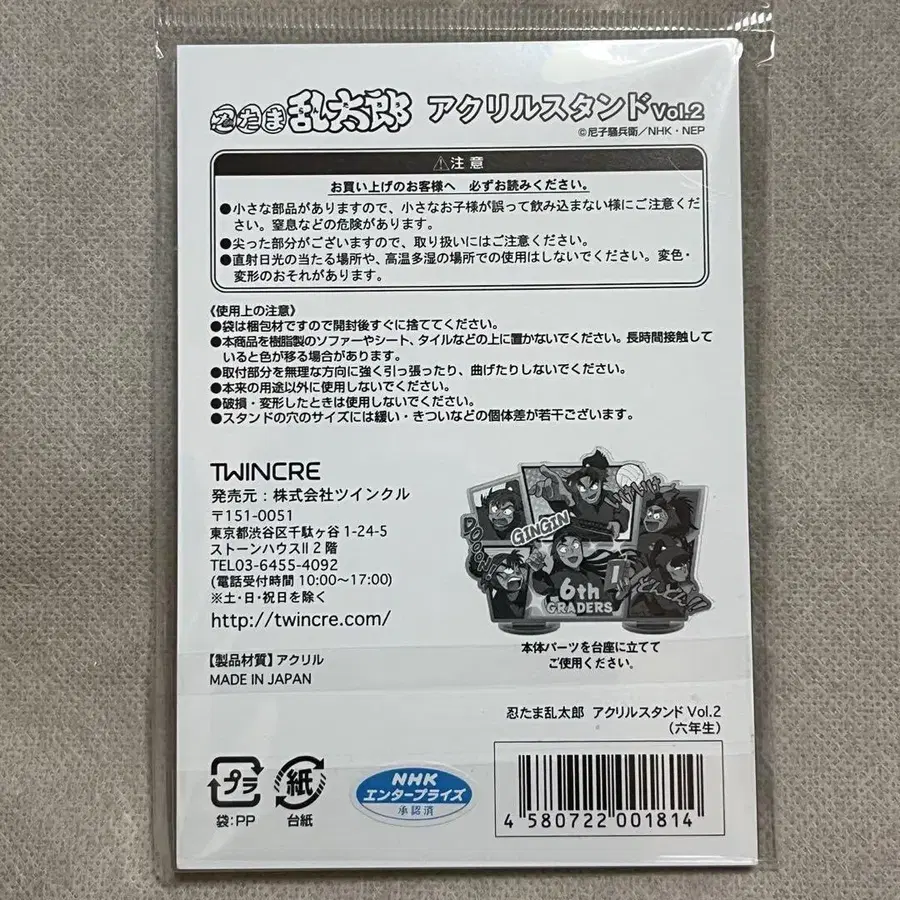 忍たま乱太郎 アクリルスタンドVol.2
©尼子騒兵衛/NHK・NEP
⚠注意
お買い上げのお客様へ 必ずお読みください。
●小さな部品がありますので、小さなお子様が誤って飲み込まない様にご注意くだ
さい。窒息などの危険があります。
●尖った部分がございますので、取り扱いにはご注意ください。
●直射日光の当たる場所や、高温多湿の場所での使用はしないでください。変色・
変形のおそれがあります。
《使用上の注意》
●袋は梱包材ですので開封後すぐに捨ててください。
●本商品を樹脂製のソファーやシート、タイルなどの上に置かないでください。長時間接触して
いると色が移る場合があります。
●取付部分を無理な方向に強く引っ張ったり、曲げたりしないでください。
●本来の用途以外に使用しないでください。
●破損・変形したときは使用しないでください。
●スタンドの穴のサイズには緩い・きついなどの個体差が若干ございます。
TWINCRE
発売元:株式会社ツインクル
〒151-0051
東京都渋谷区千駄ヶ谷1-24-5
ストーンハウスII 2階
TEL03-6455-4092
(電話受付時間 10:00~17:00)
※土・日・祝日を除く
http://twincre.com/
【製品材質】アクリル
MADE IN JAPAN
DOOOH!
GINGIN
6th
GRADERS
本体パーツを台座に立てて
ご使用ください。
忍たま乱太郎 アクリルスタンド Vol.2
(六年生)
プラ
袋:PP
紙
台紙
NHK
エンタープライズ
承認済
4 580722 001814